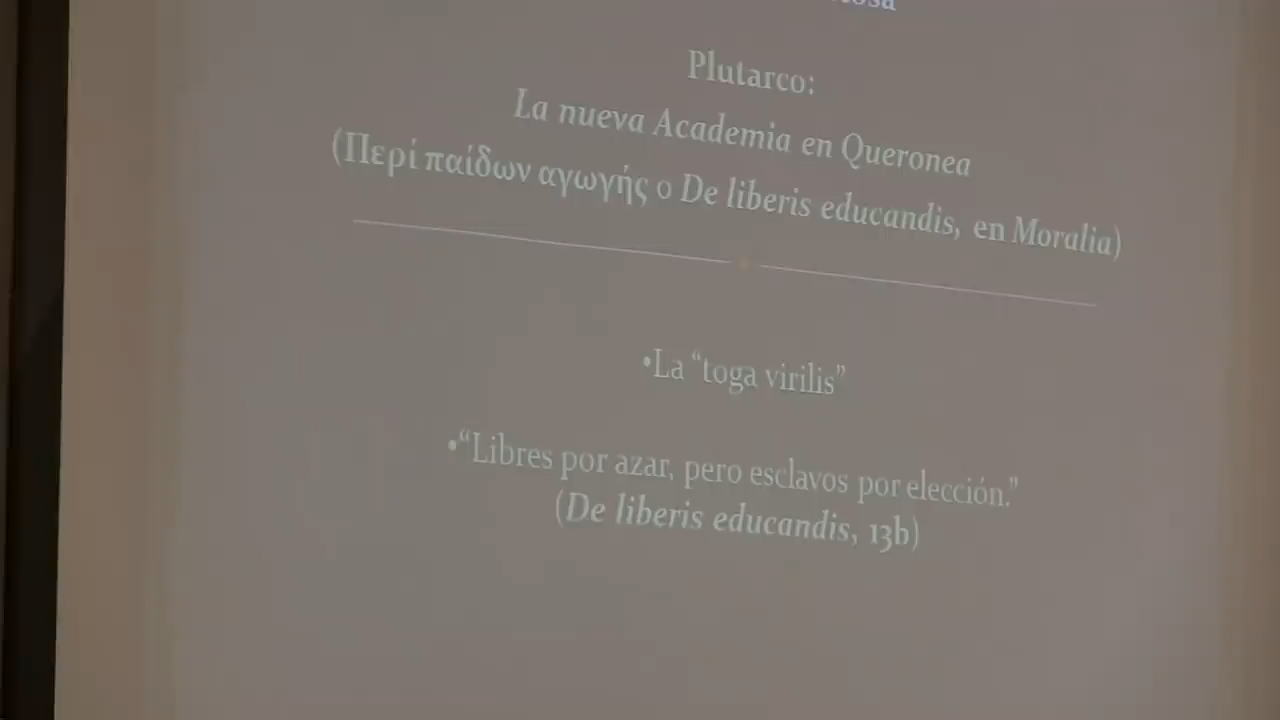 Plutarco:
La nueva Academia en Queronea
(Περί παίδων αγωγής o De liberis educandis, en Moralia)
•La “toga virilis”
•“Libres por azar, pero esclavos por elección.”
(De liberis educandis, 13b)